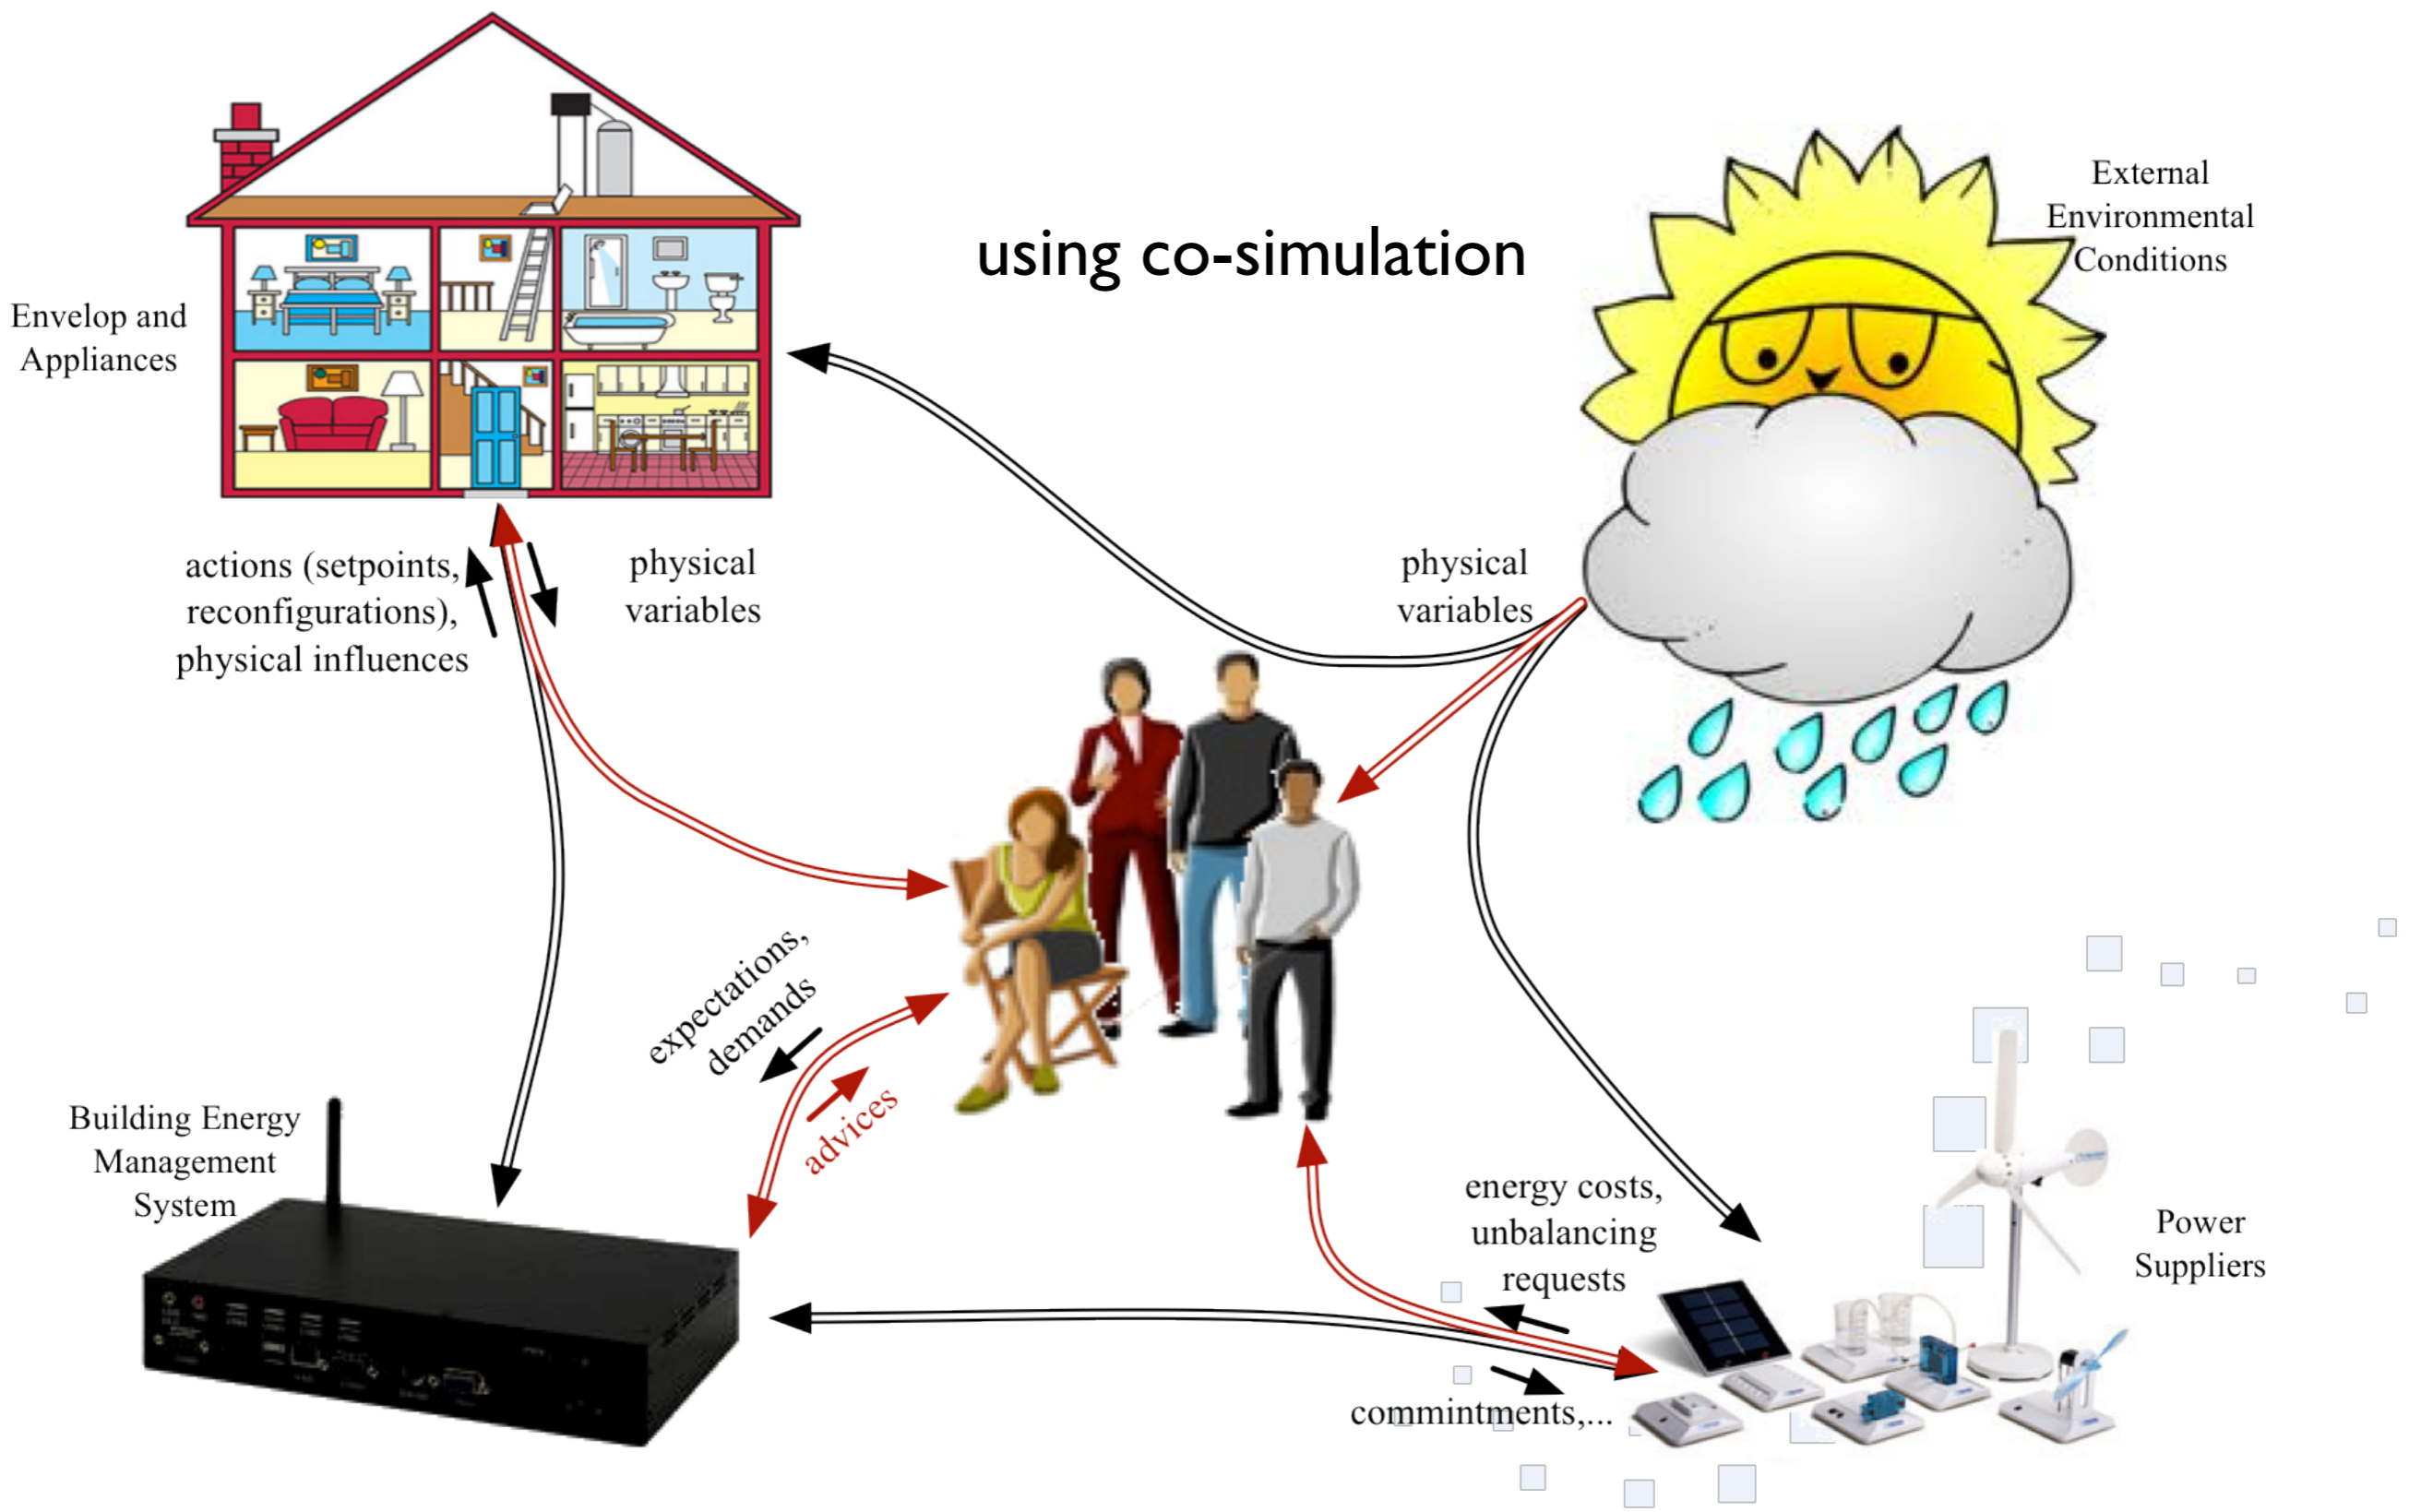 using co-simulation
External
Environmental
Conditions
Envelop and
Appliances
actions (setpoints,
reconfigurations),
physical influences
physical
variables
physical
variables
expectations,
demands
advices
Building Energy
Management
System
energy costs,
unbalancing
requests
commintments,...
Power
Suppliers